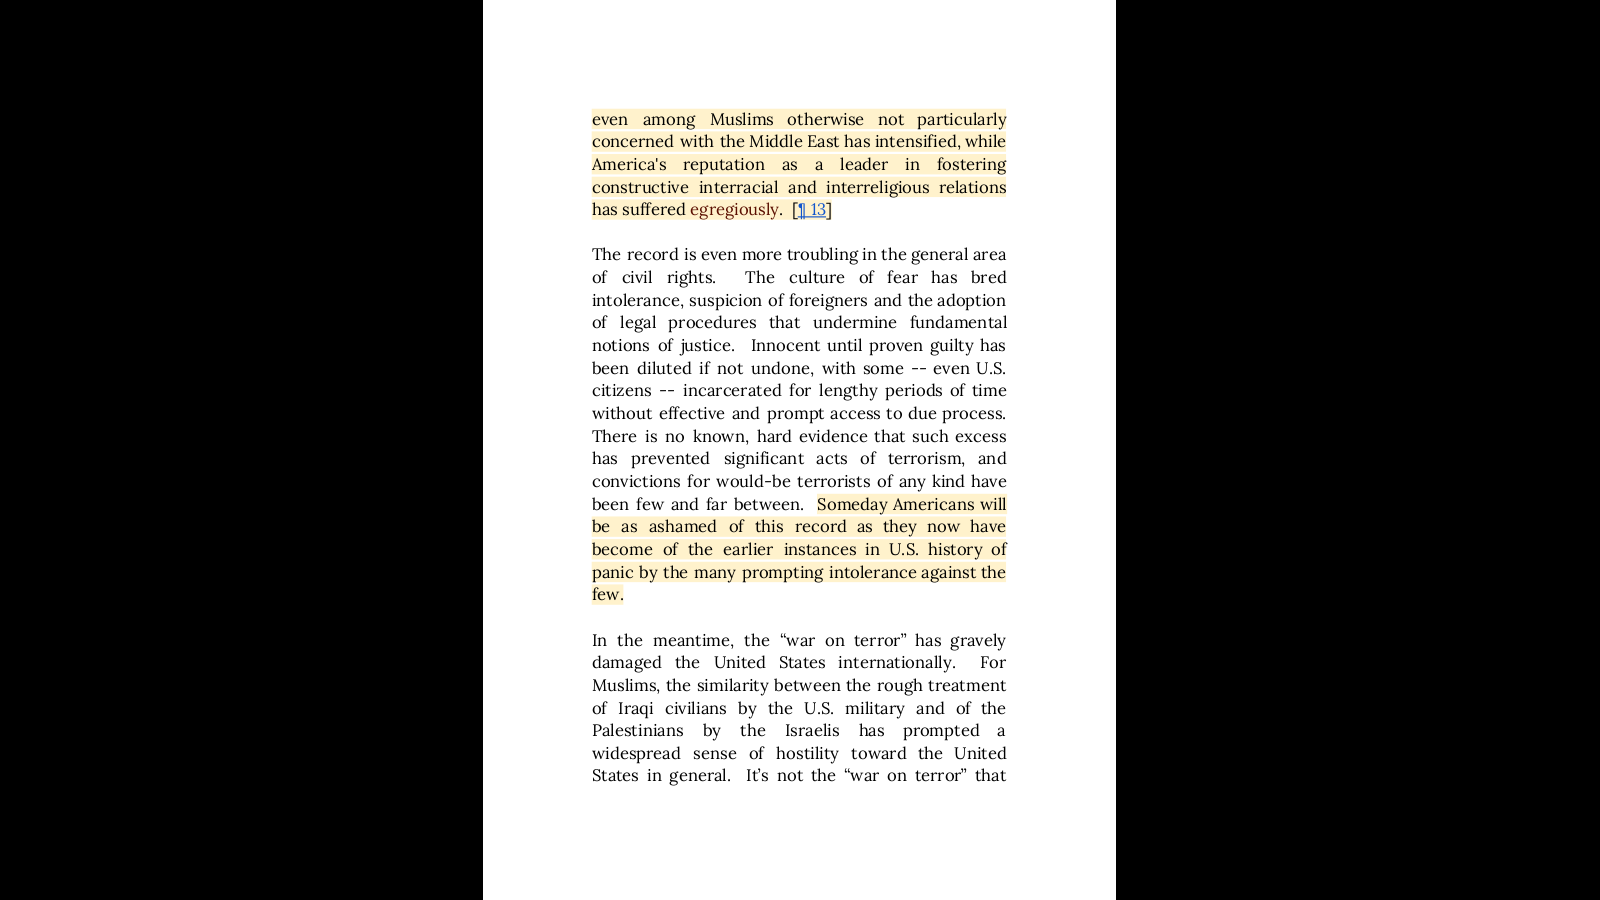 even among Muslims otherwise not particularly
concerned with the Middle East has intensified, while
America's reputation as a leader in fostering
constructive interracial and interreligious relations
has suffered egregiously. [¶ 13]
The record is even more troubling in the general area
of civil rights. The culture of fear has bred
intolerance, suspicion of foreigners and the adoption
of legal procedures that undermine fundamental
notions of justice. Innocent until proven guilty has
been diluted if not undone, with some -- even U.S.
citizens -- incarcerated for lengthy periods of time
without effective and prompt access to due process.
There is no known, hard evidence that such excess
has prevented significant acts of terrorism, and
convictions for would-be terrorists of any kind have
been few and far between. Someday Americans will
be as ashamed of this record as they now have
become of the earlier instances in U.S. history of
panic by the many prompting intolerance against the
few.
In the meantime, the “war on terror” has gravely
damaged the United States internationally. For
Muslims, the similarity between the rough treatment
of Iraqi civilians by the U.S. military and of the
Palestinians by the Israelis has prompted a
widespread sense of hostility toward the United
States in general. It’s not the “war on terror” that